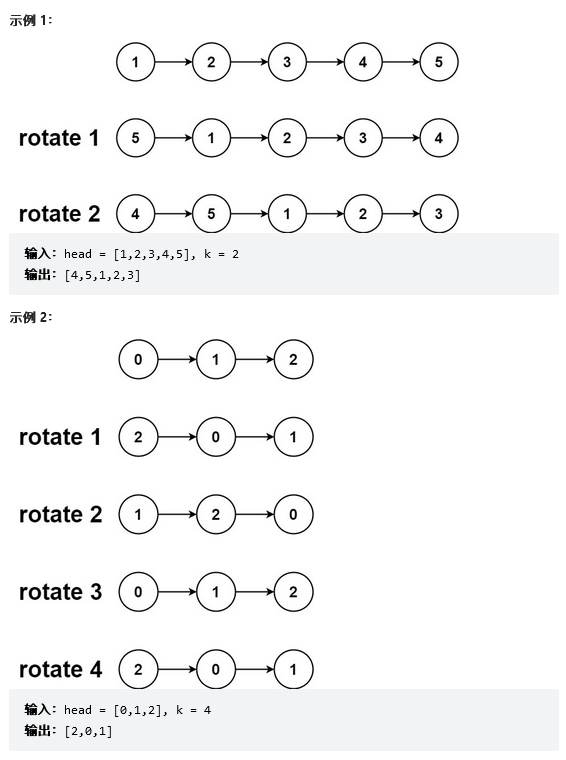 示例 1：
1 2 3 4 5
rotate 1 5 1 2 3 4
rotate 2 4 5 1 2 3
输入：head = [1,2,3,4,5], k = 2
输出：[4,5,1,2,3]
示例 2：
0 1 2
rotate 1 2 0 1
rotate 2 1 2 0
rotate 3 0 1 2
rotate 4 2 0 1
输入：head = [0,1,2], k = 4
输出：[2,0,1]